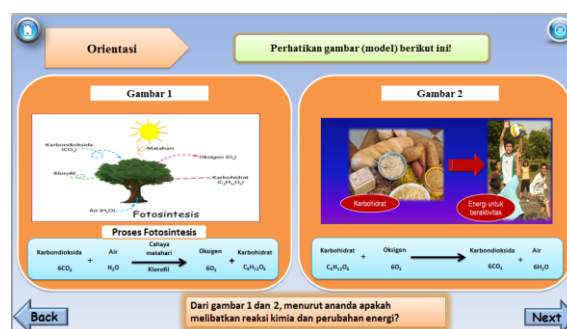 Orientasi
Perhatikan gambar (model) berikut ini!
Gambar 1
Karbondioksida
(CO₂)
Matahari
Oksigen (O₂)
Klorofil
Karbohidrat
(C₆H₁₂O₆)
Air (H₂O)
Fotosintesis
Proses Fotosintesis
Karbondioksida + Air Cahaya matahari Oksigen + Karbohidrat
6CO₂ H₂O Klorofil 6O₂ C₆H₁₂O₆
Gambar 2
Karbohidrat
Energi untuk
beraktivitas
Karbohidrat + Oksigen Karbondioksida + Air
C₆H₁₂O₆ 6O₂ 6CO₂ 6H₂O
Dari gambar 1 dan 2, menurut ananda apakah
melibatkan reaksi kimia dan perubahan energi?
Back
Next